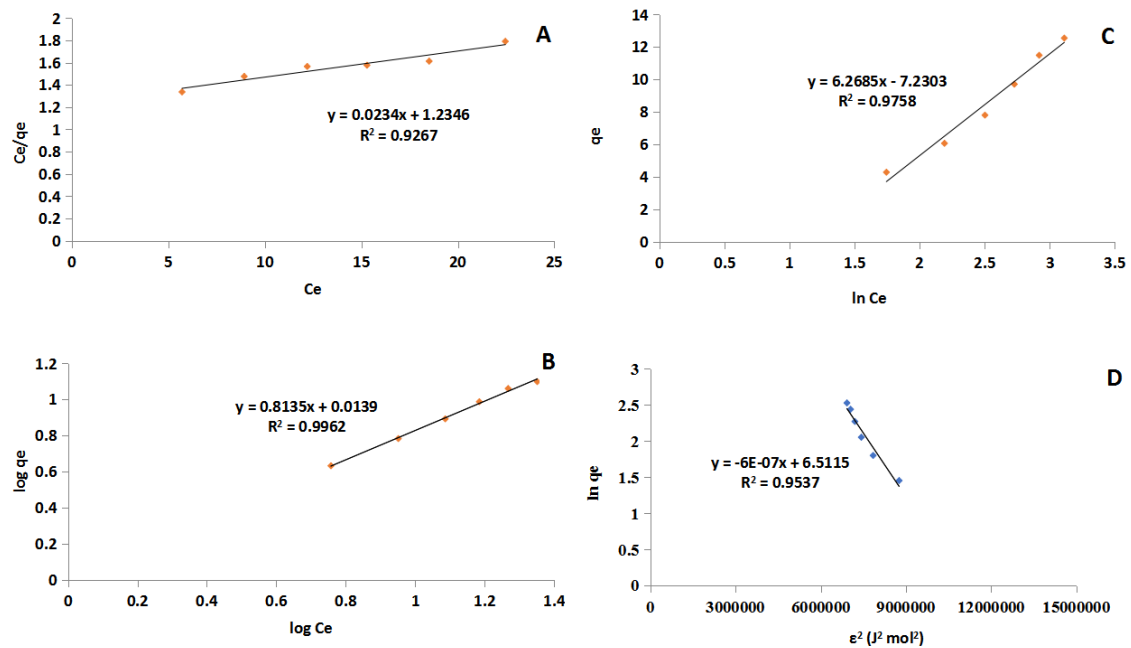 A
2
1.8
1.6
1.4
1.2
1
0.8
0.6
0.4
0.2
0
Ce/qe
y = 0.0234x + 1.2346
R² = 0.9267
0 5 10 15 20 25
Ce
C
14
12
10
8
6
4
2
0
qe
y = 6.2685x - 7.2303
R² = 0.9758
0 0.5 1 1.5 2 2.5 3 3.5
ln Ce
B
1.2
1
0.8
0.6
0.4
0.2
0
log qe
y = 0.8135x + 0.0139
R² = 0.9962
0 0.2 0.4 0.6 0.8 1 1.2 1.4
log Ce
D
3
2.5
2
1.5
1
0.5
0
ln qe
y = -6E-07x + 6.5115
R² = 0.9537
0 3000000 6000000 9000000 12000000 15000000
ε² (J² mol²)